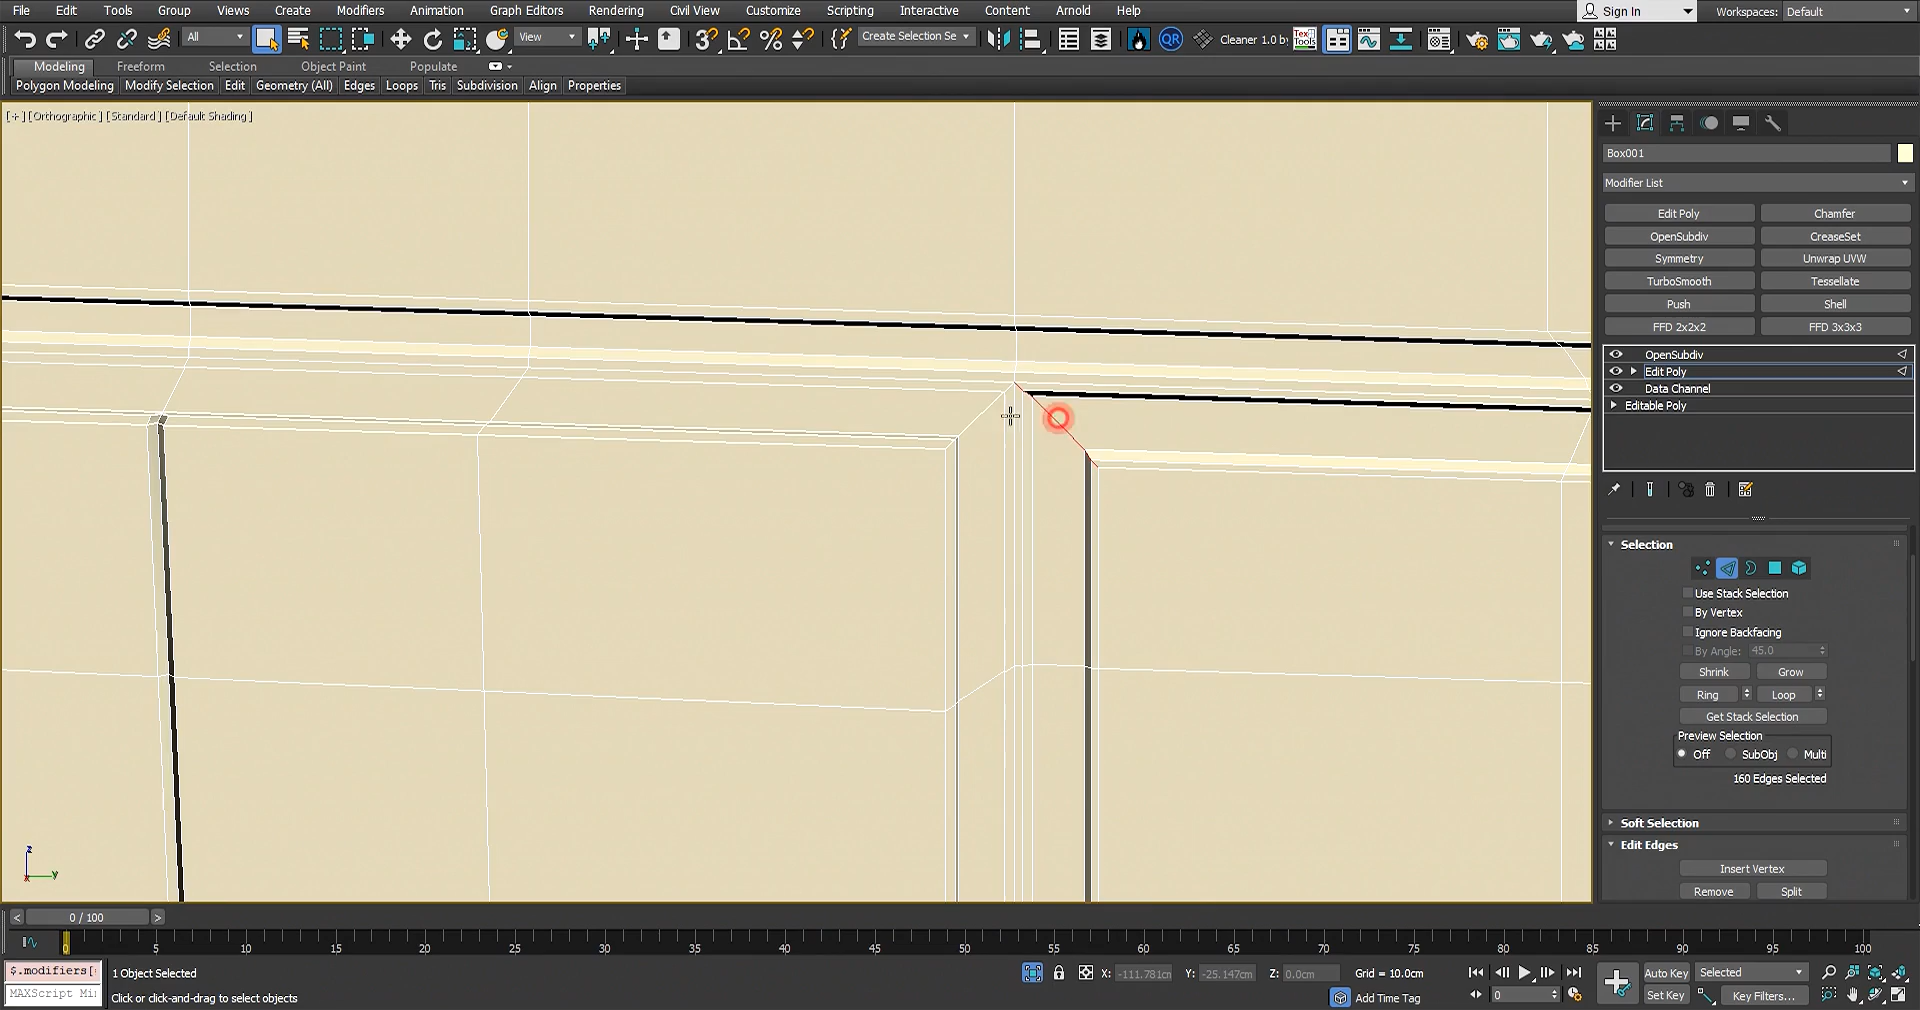 File Edit Tools Group Views Create Modifiers Animation Graph Editors Rendering Civil View Customize Scripting Interactive Content Arnold Help Sign In Workspaces: Default
All View 3 Create Selection Se QR Cleaner 1.0 by Tex Tools
Modeling Freeform Selection Object Paint Populate
Polygon Modeling Modify Selection Edit Geometry (All) Edges Loops Tris Subdivision Align Properties
[+] [Orthographic] [Standard] [Default Shading]
Box001
Modifier List
Edit Poly Chamfer
OpenSubdiv CreaseSet
Symmetry Unwrap UVW
TurboSmooth Tessellate
Push Shell
FFD 2x2x2 FFD 3x3x3
OpenSubdiv
Edit Poly
Data Channel
Editable Poly
Selection
Use Stack Selection
By Vertex
Ignore Backfacing
By Angle: 45.0
Shrink Grow
Ring Loop
Get Stack Selection
Preview Selection
Off SubObj Multi
160 Edges Selected
Soft Selection
Edit Edges
Insert Vertex
Remove Split
z
x y
< 0 / 100 >
0 5 10 15 20 25 30 35 40 45 50 55 60 65 70 75 80 85 90 95 100
$.modifiers[ 1 Object Selected X: -111.781cm Y: -25.147cm Z: 0.0cm Grid = 10.0cm Auto Key Selected
MAXScript Mi Click or click-and-drag to select objects Add Time Tag 0 Set Key Key Filters...